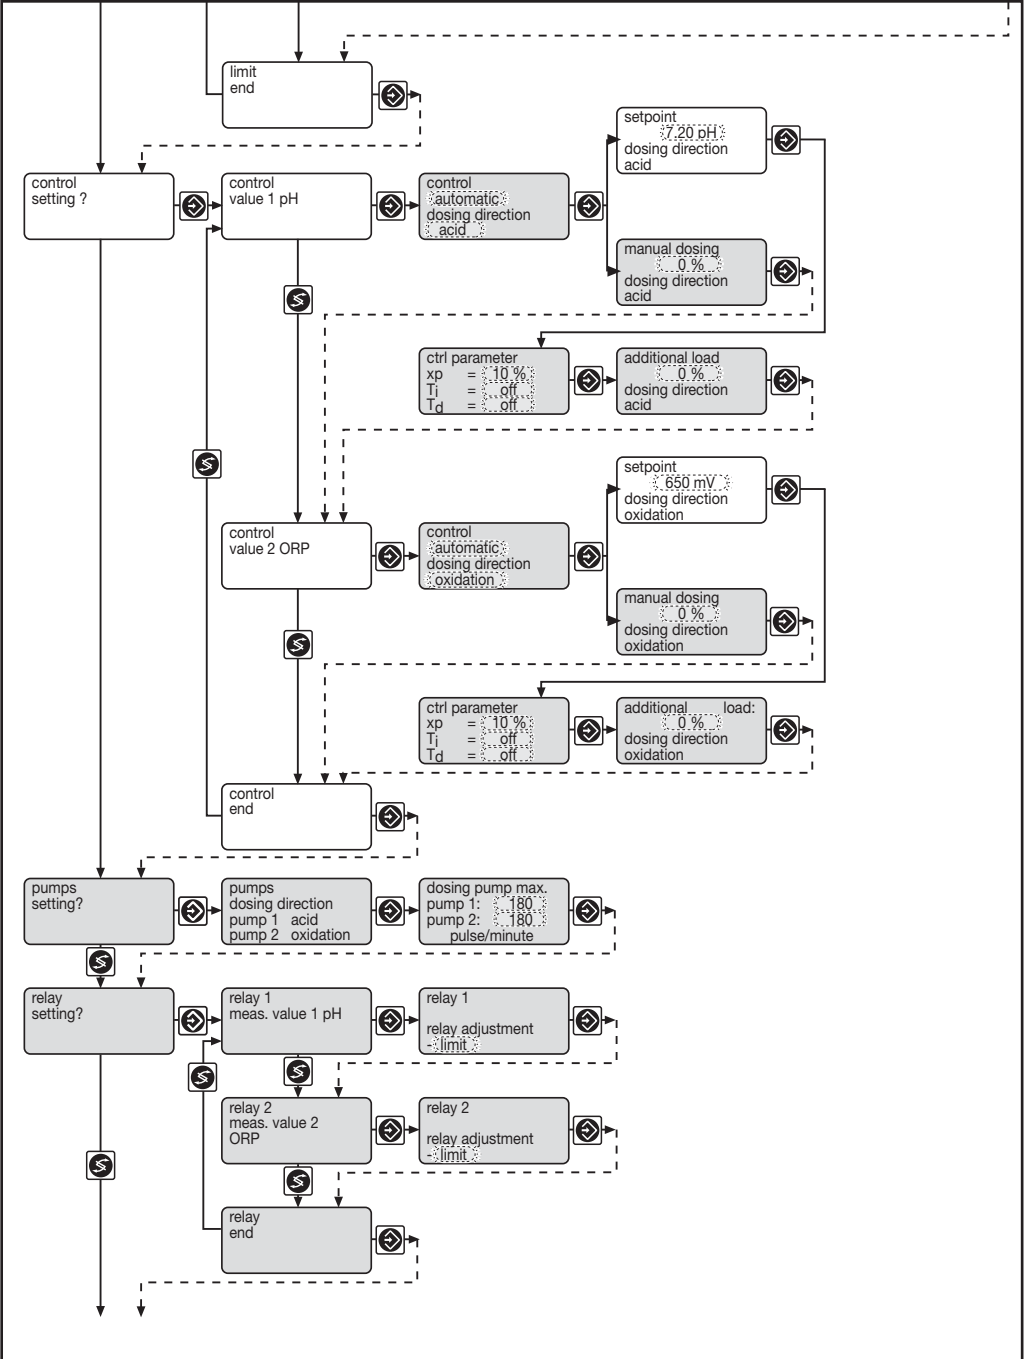 limit
end
setpoint
7.20 pH
dosing direction
acid
control
setting ?
control
value 1 pH
control
automatic
dosing direction
acid
manual dosing
0 %
dosing direction
acid
ctrl parameter
xp = 10 %
Ti = off
Td = off
additional load
0 %
dosing direction
acid
setpoint
650 mV
dosing direction
oxidation
control
value 2 ORP
control
automatic
dosing direction
oxidation
manual dosing
0 %
dosing direction
oxidation
ctrl parameter
xp = 10 %
Ti = off
Td = off
additional load:
0 %
dosing direction
oxidation
control
end
pumps
setting?
pumps
dosing direction
pump 1 acid
pump 2 oxidation
dosing pump max.
pump 1: 180
pump 2: 180
pulse/minute
relay
setting?
relay 1
meas. value 1 pH
relay 1
relay adjustment
- limit
relay 2
meas. value 2
ORP
relay 2
relay adjustment
- limit
relay
end